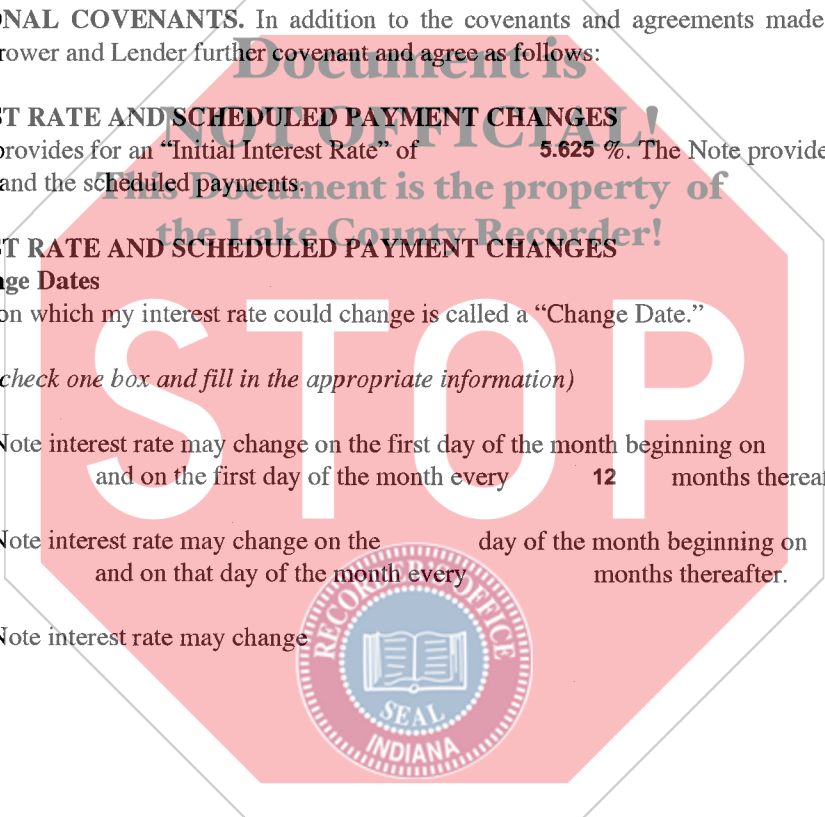 ONAL COVENANTS. In addition to the covenants and agreements made
rower and Lender further covenant and agree as follows:
Document is
ST RATE AND SCHEDULED PAYMENT CHANGES
NOT OFFICIAL!
provides for an “Initial Interest Rate” of 5.625 %. The Note provide
and the scheduled payments.
This Document is the property of
the Lake County Recorder!
ST RATE AND SCHEDULED PAYMENT CHANGES
nge Dates
on which my interest rate could change is called a “Change Date.”
STOP
check one box and fill in the appropriate information)
Note interest rate may change on the first day of the month beginning on
and on the first day of the month every 12 months thereaf
Note interest rate may change on the day of the month beginning on
and on that day of the month every months thereafter.
Note interest rate may change
RECORDER'S OFFICE
SEAL
INDIANA